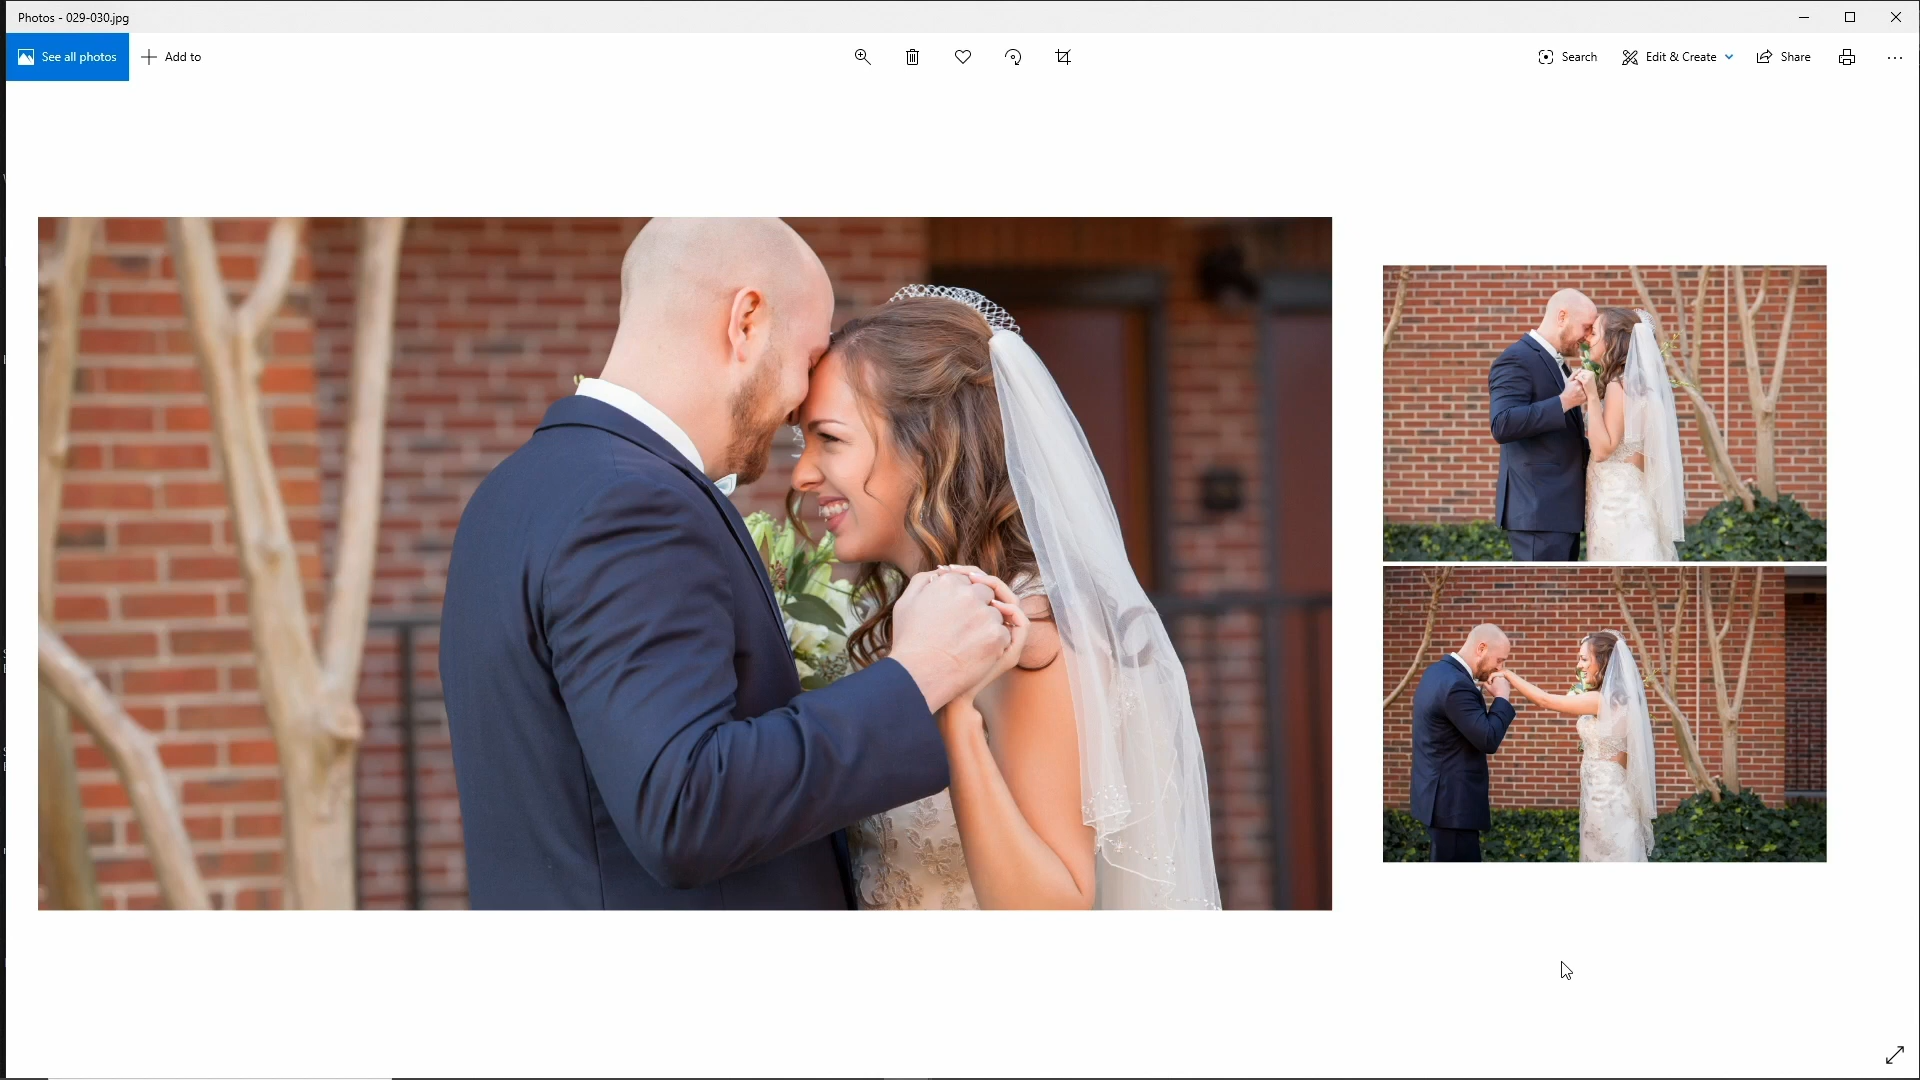 Photos - 029-030.jpg
See all photos
Add to
Search
Edit & Create
Share